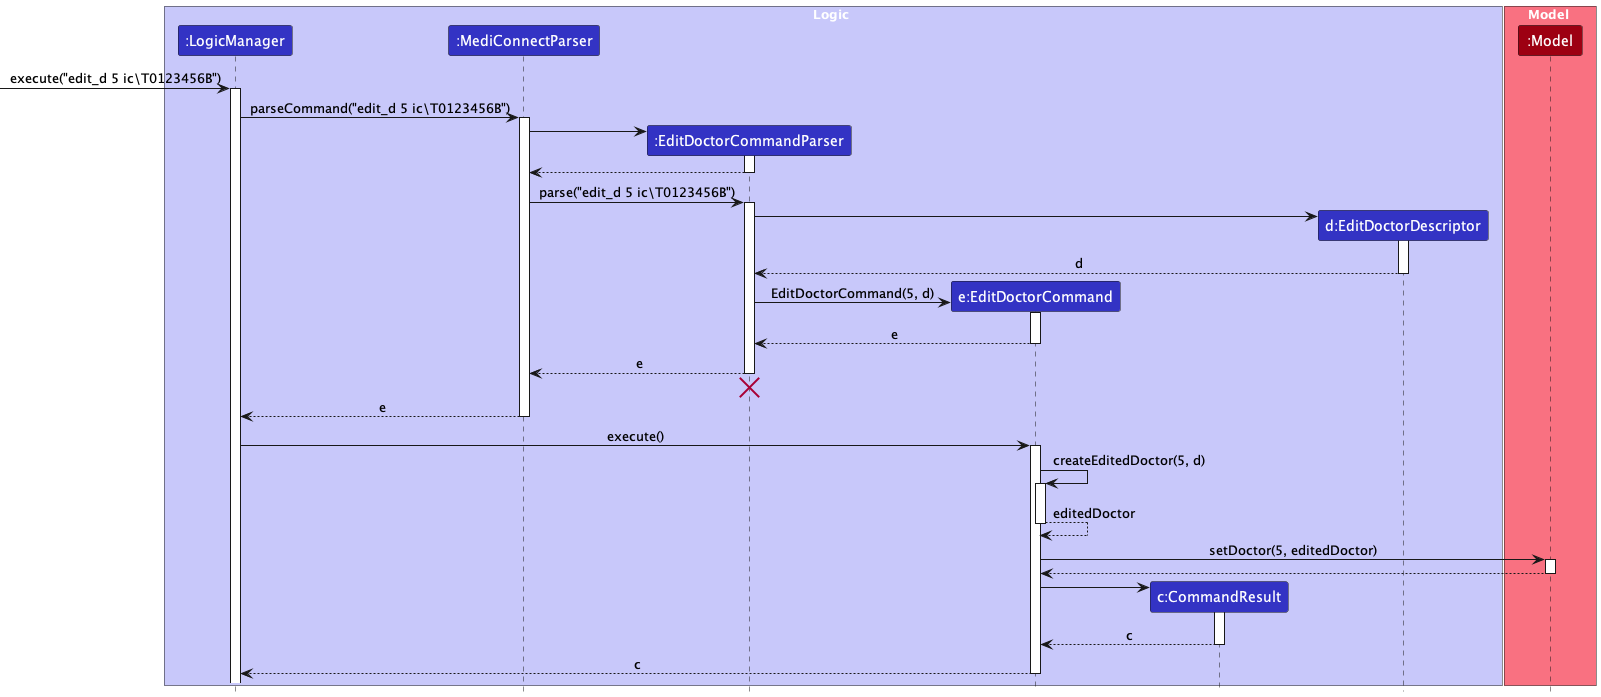 Logic
Model
:LogicManager
:MediConnectParser
:Model
execute("edit_d 5 ic\T0123456B")
parseCommand("edit_d 5 ic\T0123456B")
:EditDoctorCommandParser
parse("edit_d 5 ic\T0123456B")
d:EditDoctorDescriptor
d
EditDoctorCommand(5, d)
e:EditDoctorCommand
e
e
e
execute()
createEditedDoctor(5, d)
editedDoctor
setDoctor(5, editedDoctor)
c:CommandResult
c
c